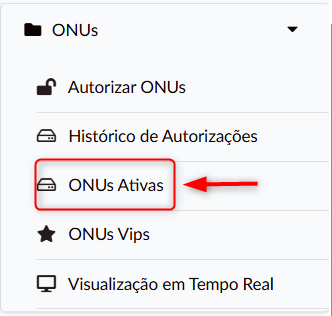 ONUs
Autorizar ONUs
Histórico de Autorizações
ONUs Ativas
ONUs Vips
Visualização em Tempo Real